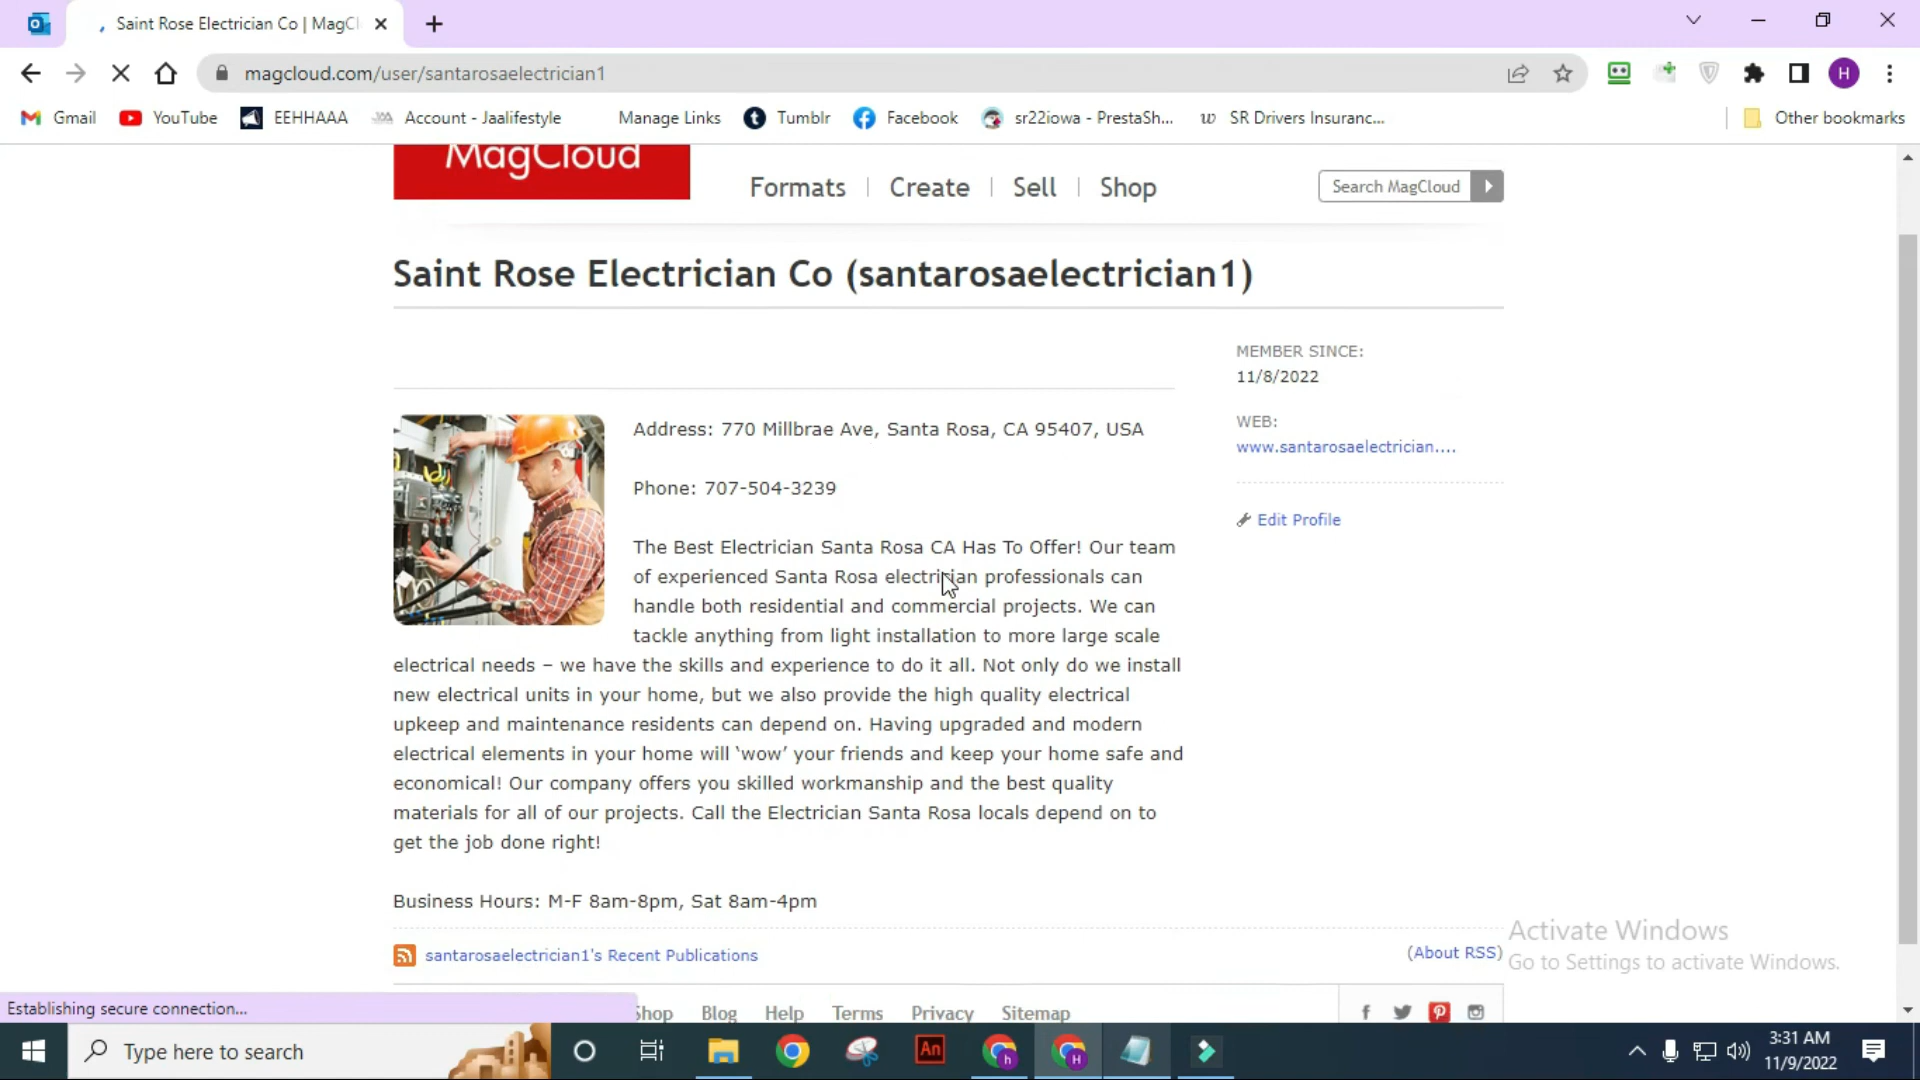 Saint Rose Electrician Co | MagCl
magcloud.com/user/santarosaelectrician1
H
Gmail
YouTube
EEHHAAA
Account - Jaalifestyle
Manage Links
Tumblr
Facebook
sr22iowa - PrestaSh...
SR Drivers Insuranc...
Other bookmarks
MagCloud
Formats
Create
Sell
Shop
Search MagCloud
Saint Rose Electrician Co (santarosaelectrician1)
MEMBER SINCE:
11/8/2022
WEB:
www.santarosaelectrician....
Edit Profile
Address: 770 Millbrae Ave, Santa Rosa, CA 95407, USA
Phone: 707-504-3239
The Best Electrician Santa Rosa CA Has To Offer! Our team
of experienced Santa Rosa electrician professionals can
handle both residential and commercial projects. We can
tackle anything from light installation to more large scale
electrical needs – we have the skills and experience to do it all. Not only do we install
new electrical units in your home, but we also provide the high quality electrical
upkeep and maintenance residents can depend on. Having upgraded and modern
electrical elements in your home will ‘wow’ your friends and keep your home safe and
economical! Our company offers you skilled workmanship and the best quality
materials for all of our projects. Call the Electrician Santa Rosa locals depend on to
get the job done right!
Business Hours: M-F 8am-8pm, Sat 8am-4pm
santarosaelectrician1's Recent Publications
(About RSS)
Activate Windows
Go to Settings to activate Windows.
Establishing secure connection...
Shop
Blog
Help
Terms
Privacy
Sitemap
Type here to search
An
h
H
3:31 AM
11/9/2022